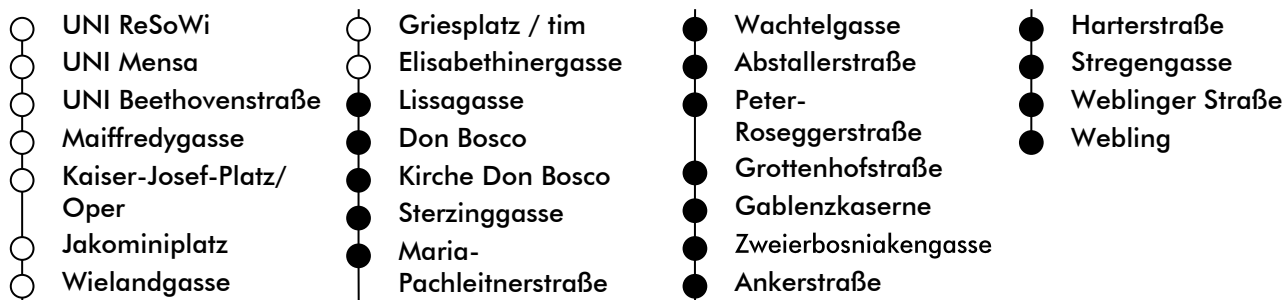 UNI ReSoWi
UNI Mensa
UNI Beethovenstraße
Maiffredygasse
Kaiser-Josef-Platz/
Oper
Jakominiplatz
Wielandgasse
Griesplatz / tim
Elisabethinergasse
Lissagasse
Don Bosco
Kirche Don Bosco
Sterzinggasse
Maria-
Pachleitnerstraße
Wachtelgasse
Abstallerstraße
Peter-
Roseggerstraße
Grottenhofstraße
Gablenzkaserne
Zweierbosniakengasse
Ankerstraße
Harterstraße
Stregengasse
Weblinger Straße
Webling